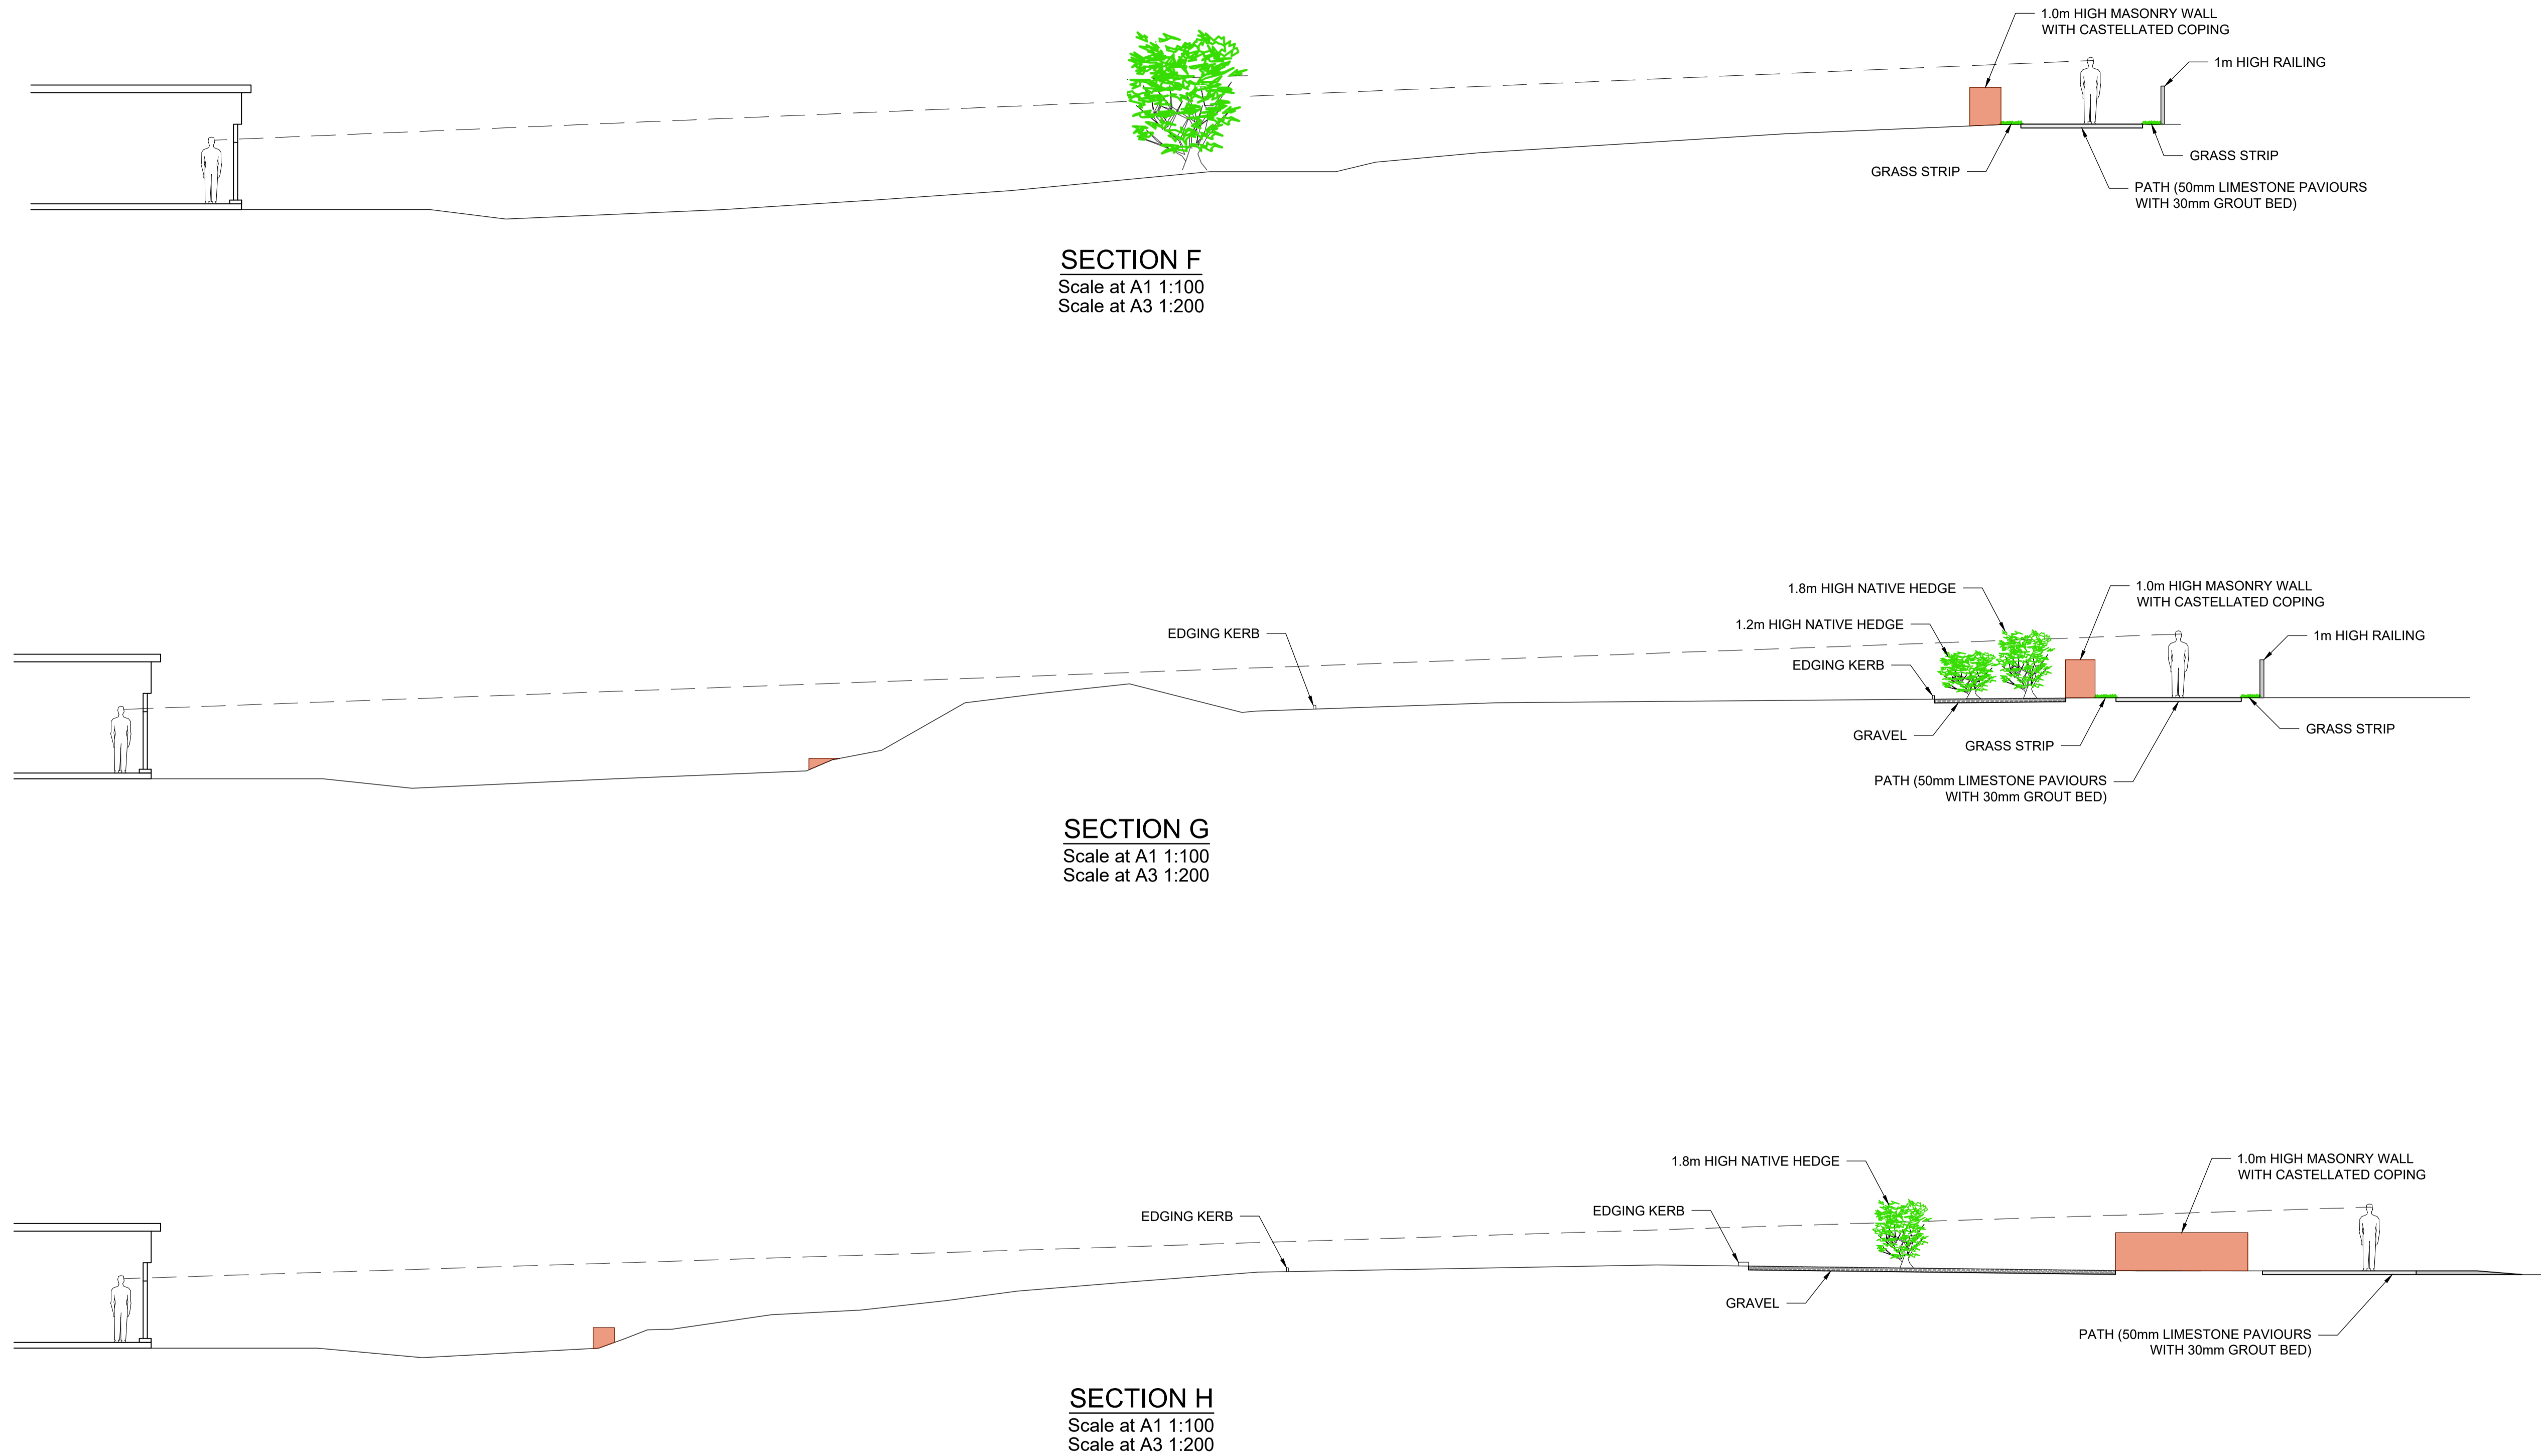 1.0m HIGH MASONRY WALL
WITH CASTELLATED COPING
1m HIGH RAILING
GRASS STRIP
GRASS STRIP
PATH (50mm LIMESTONE PAVIOURS
WITH 30mm GROUT BED)
SECTION F
Scale at A1 1:100
Scale at A3 1:200
1.8m HIGH NATIVE HEDGE
1.0m HIGH MASONRY WALL
WITH CASTELLATED COPING
1.2m HIGH NATIVE HEDGE
EDGING KERB
1m HIGH RAILING
EDGING KERB
GRAVEL
GRASS STRIP
GRASS STRIP
PATH (50mm LIMESTONE PAVIOURS
WITH 30mm GROUT BED)
SECTION G
Scale at A1 1:100
Scale at A3 1:200
1.8m HIGH NATIVE HEDGE
1.0m HIGH MASONRY WALL
WITH CASTELLATED COPING
EDGING KERB
EDGING KERB
GRAVEL
PATH (50mm LIMESTONE PAVIOURS
WITH 30mm GROUT BED)
SECTION H
Scale at A1 1:100
Scale at A3 1:200